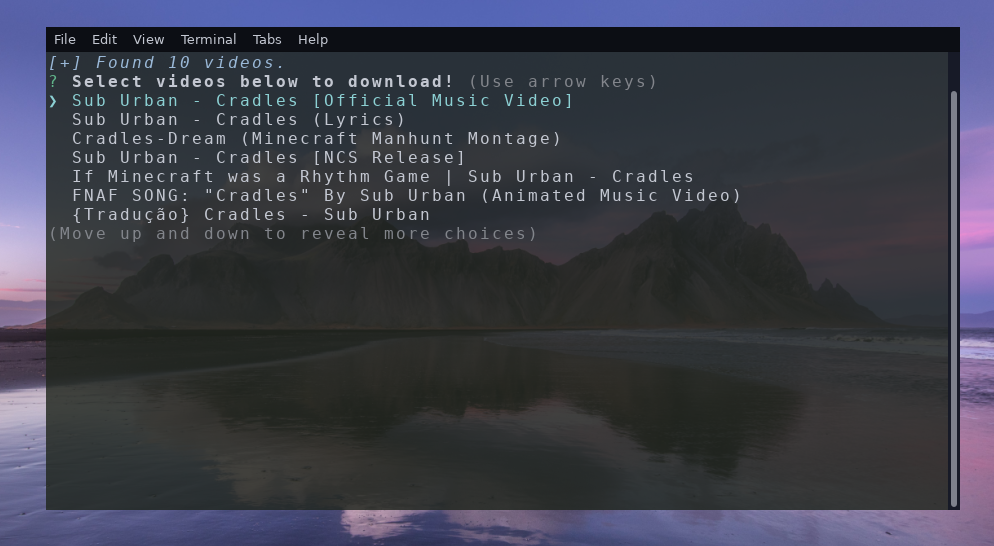 File Edit View Terminal Tabs Help
[+] Found 10 videos.
? Select videos below to download! (Use arrow keys)
❯ Sub Urban - Cradles [Official Music Video]
Sub Urban - Cradles (Lyrics)
Cradles-Dream (Minecraft Manhunt Montage)
Sub Urban - Cradles [NCS Release]
If Minecraft was a Rhythm Game | Sub Urban - Cradles
FNAF SONG: "Cradles" By Sub Urban (Animated Music Video)
{Tradução} Cradles - Sub Urban
(Move up and down to reveal more choices)